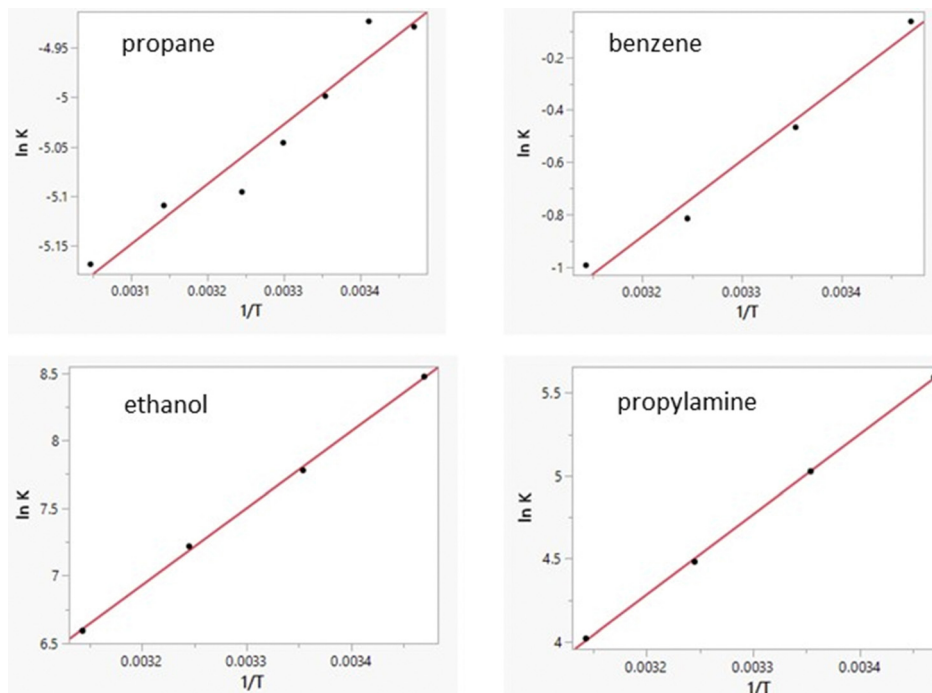 propane
ln K
-4.95
-5
-5.05
-5.1
-5.15
0.0031
0.0032
0.0033
0.0034
1/T
benzene
ln K
-0.2
-0.4
-0.6
-0.8
-1
0.0032
0.0033
0.0034
1/T
ethanol
ln K
8.5
8
7.5
7
6.5
0.0032
0.0033
0.0034
1/T
propylamine
ln K
5.5
5
4.5
4
0.0032
0.0033
0.0034
1/T